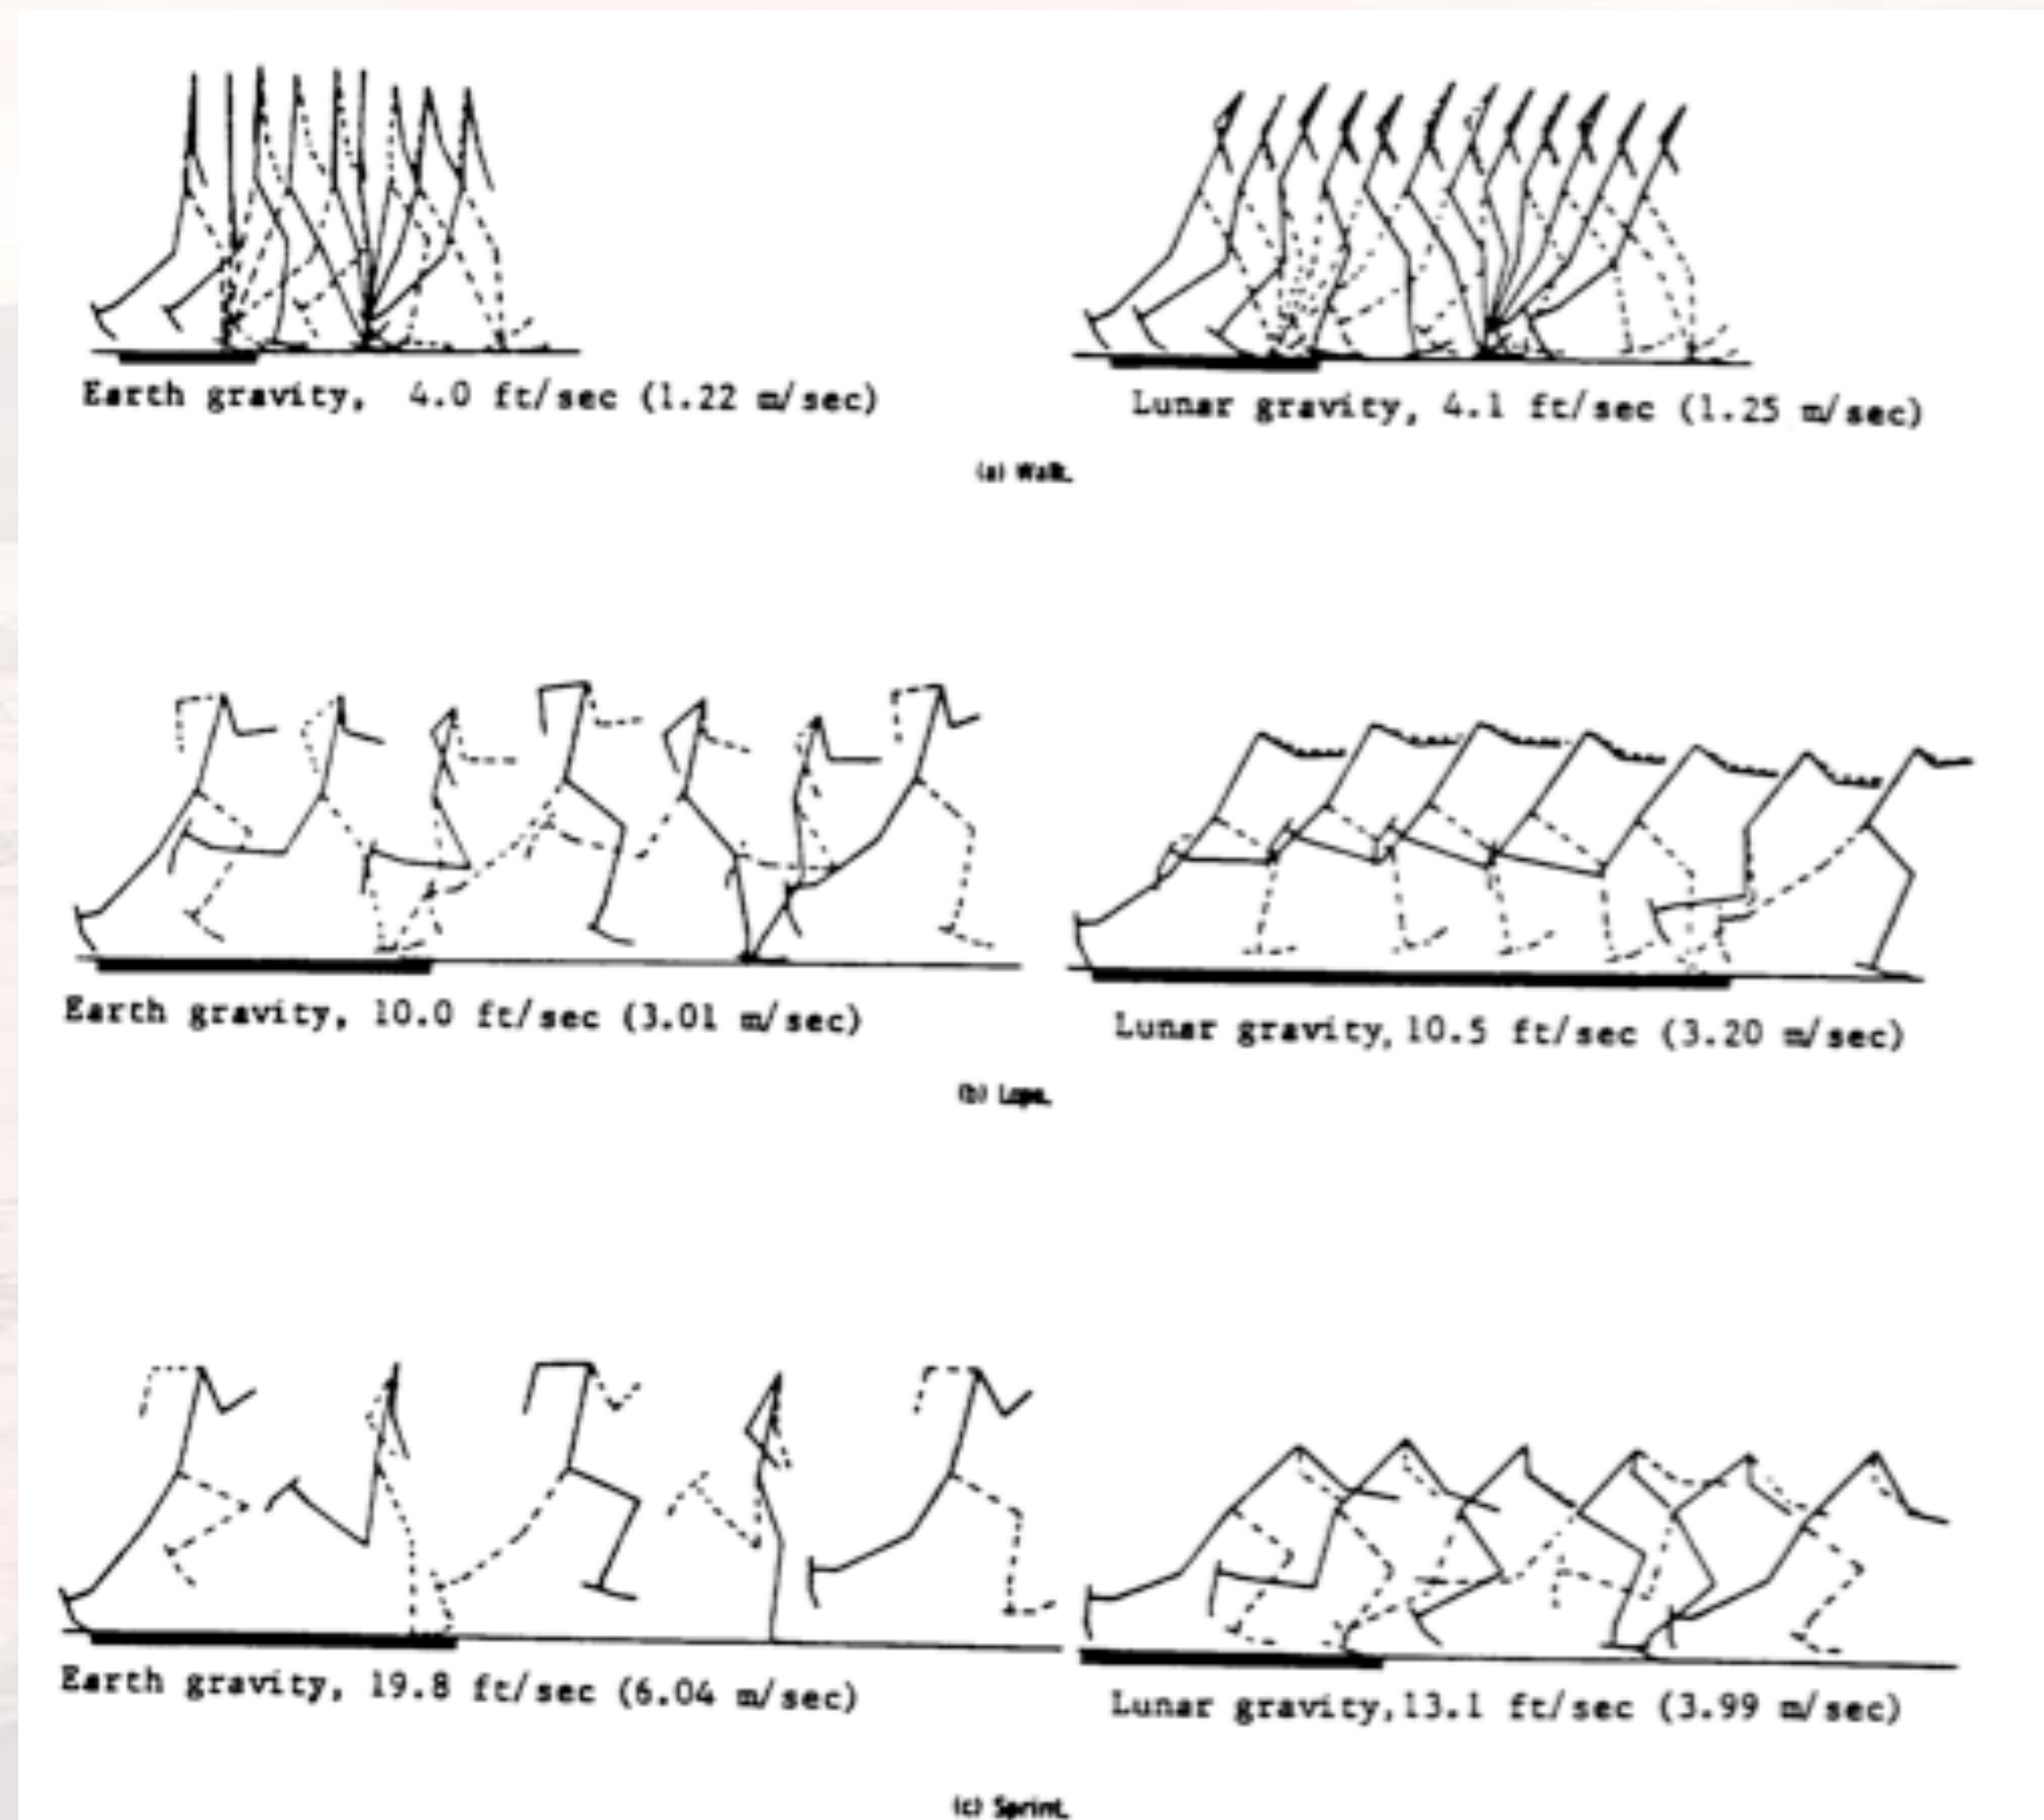 Earth gravity, 4.0 ft/sec (1.22 m/sec)
Lunar gravity, 4.1 ft/sec (1.25 m/sec)
(a) Walk.
Earth gravity, 10.0 ft/sec (3.01 m/sec)
Lunar gravity, 10.5 ft/sec (3.20 m/sec)
(b) Lope.
Earth gravity, 19.8 ft/sec (6.04 m/sec)
Lunar gravity, 13.1 ft/sec (3.99 m/sec)
(c) Sprint.